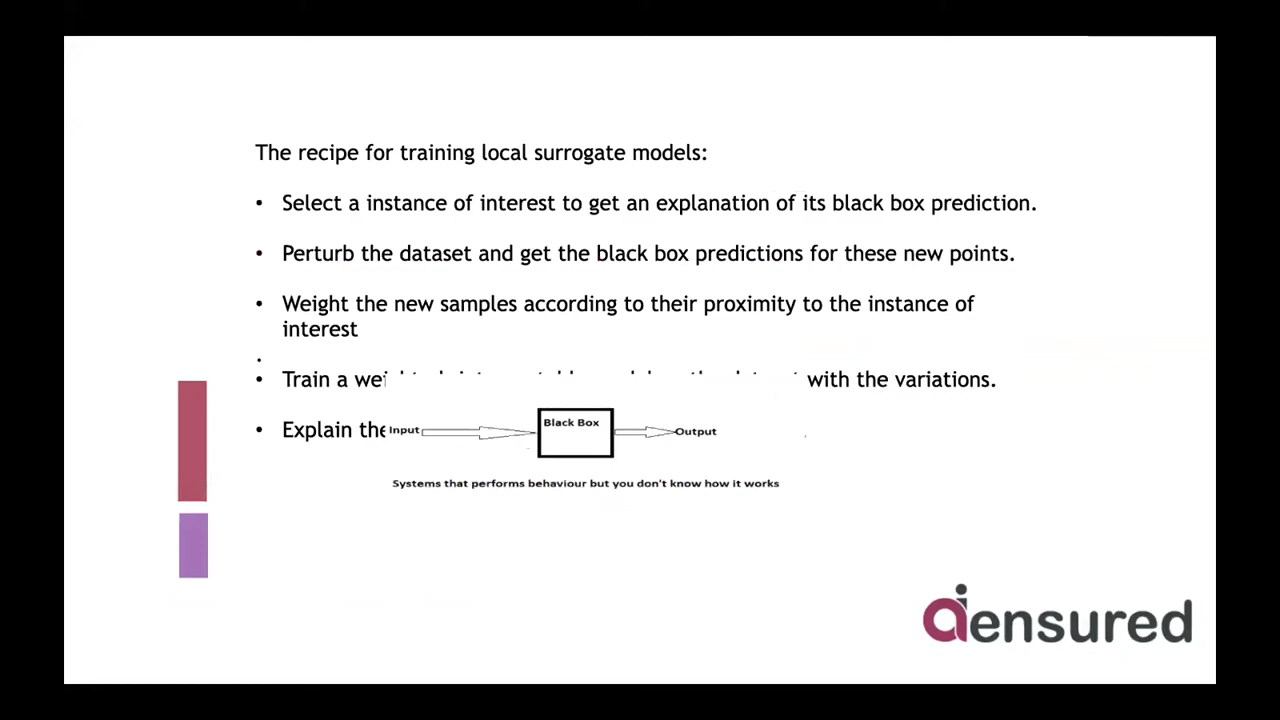 The recipe for training local surrogate models:
• Select a instance of interest to get an explanation of its black box prediction.
• Perturb the dataset and get the black box predictions for these new points.
• Weight the new samples according to their proximity to the instance of
interest
•
• Train a with the variations.
• Explain the
Input Black Box Output
Systems that performs behaviour but you don't know how it works
aiensured